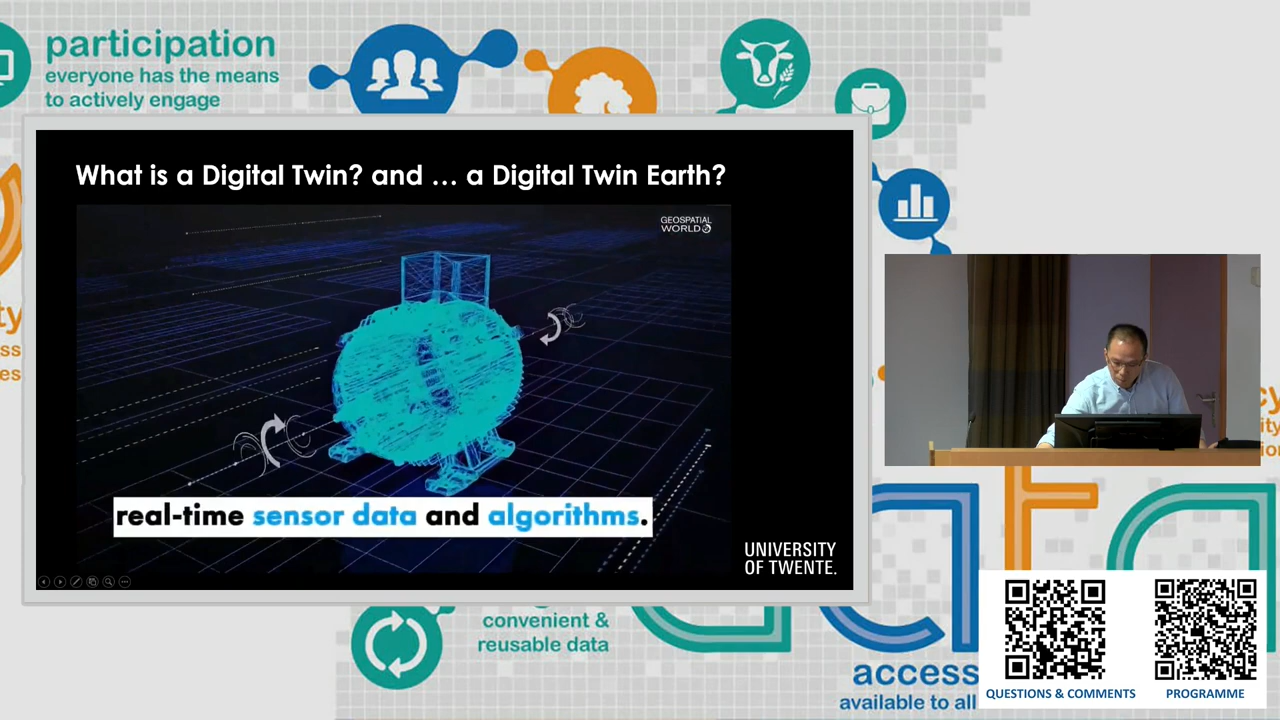 participation
everyone has the means
to actively engage
What is a Digital Twin? and … a Digital Twin Earth?
GEOSPATIAL
WORLD
real-time sensor data and algorithms.
UNIVERSITY
OF TWENTE.
convenient &
reusable data
access
available to all
QUESTIONS & COMMENTS
PROGRAMME